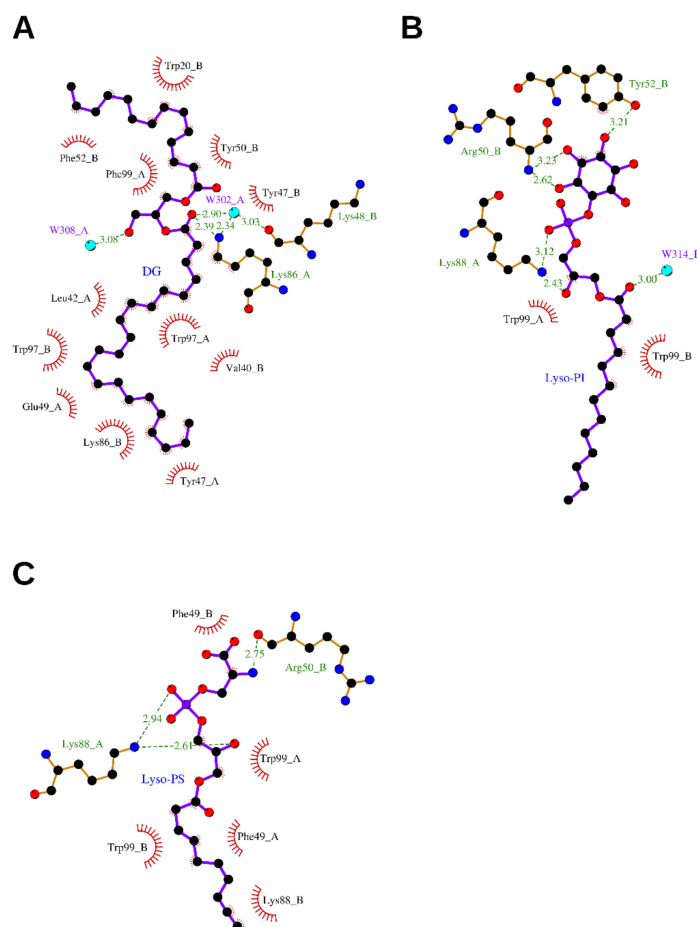 A
Trp20_B
Phe52_B
Phe99_A
Tyr50_B
Tyr47_B
W302_A
Lys48_B
2.90
3.03
W308_A
3.08
2.39
2.34
DG
Lys86_A
Leu42_A
Trp97_A
Trp97_B
Val40_B
Glu49_A
Lys86_B
Tyr47_A
B
Tyr52_B
3.21
Arg50_B
3.23
2.62
Lys88_A
3.12
W314_
2.43
3.00
Trp99_A
Trp99_B
Lyso-PI
C
Phe49_B
2.75
Arg50_B
2.94
Lys88_A
2.61
Trp99_A
Lyso-PS
Phe49_A
Trp99_B
Lys88_B